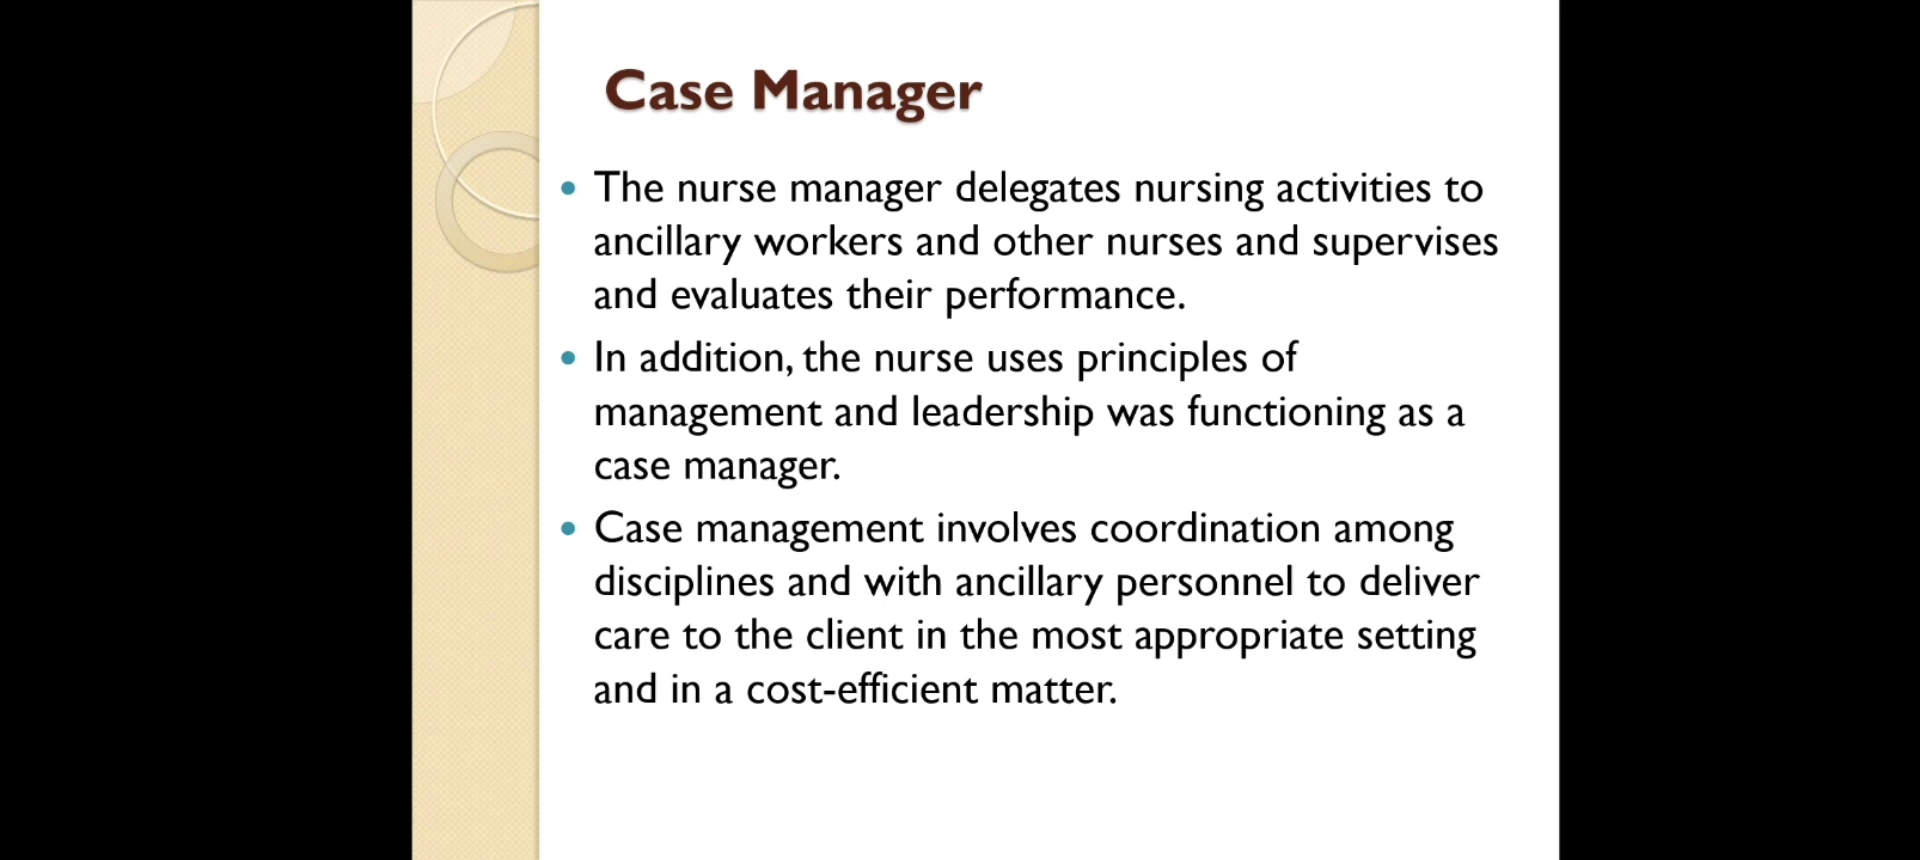 Case Manager
• The nurse manager delegates nursing activities to
ancillary workers and other nurses and supervises
and evaluates their performance.
• In addition, the nurse uses principles of
management and leadership was functioning as a
case manager.
• Case management involves coordination among
disciplines and with ancillary personnel to deliver
care to the client in the most appropriate setting
and in a cost-efficient matter.